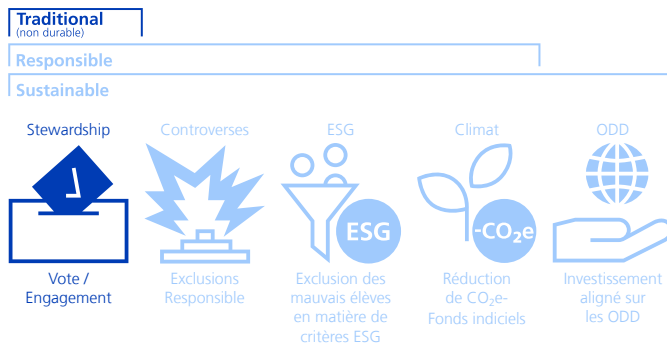 Traditional
(non durable)
Responsible
Sustainable
Stewardship
Controverses
ESG
Climat
ODD
ESG
-CO₂e
Vote /
Engagement
Exclusions
Responsible
Exclusion des
mauvais élèves
en matière de
critères ESG
Réduction
de CO₂e-
Fonds indiciels
Investissement
aligné sur
les ODD